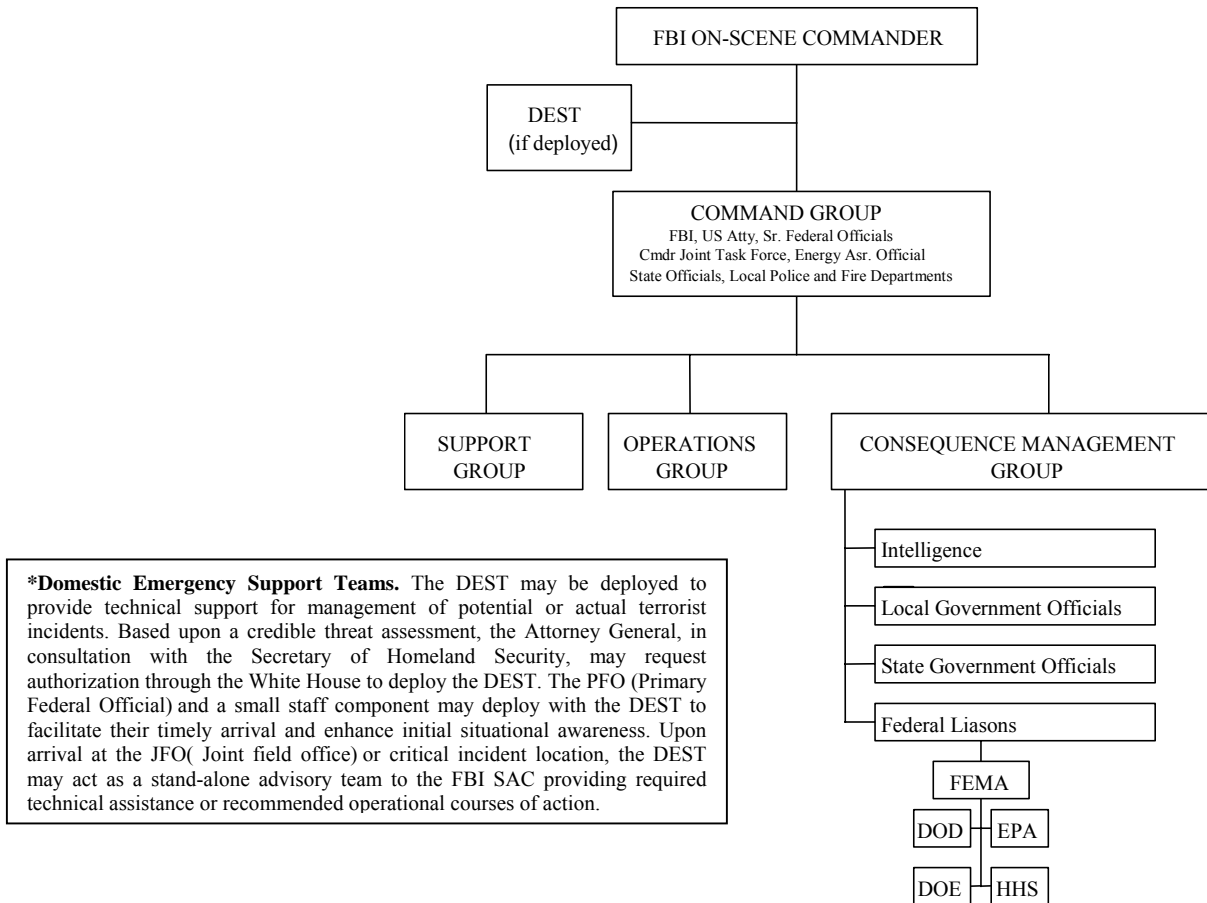 FBI ON-SCENE COMMANDER
DEST
(if deployed)
COMMAND GROUP
FBI, US Atty, Sr. Federal Officials
Cmdr Joint Task Force, Energy Asr. Official
State Officials, Local Police and Fire Departments
SUPPORT
GROUP
OPERATIONS
GROUP
CONSEQUENCE MANAGEMENT
GROUP
Intelligence
Local Government Officials
State Government Officials
Federal Liasons
FEMA
DOD
EPA
DOE
HHS
*Domestic Emergency Support Teams. The DEST may be deployed to
provide technical support for management of potential or actual terrorist
incidents. Based upon a credible threat assessment, the Attorney General, in
consultation with the Secretary of Homeland Security, may request
authorization through the White House to deploy the DEST. The PFO (Primary
Federal Official) and a small staff component may deploy with the DEST to
facilitate their timely arrival and enhance initial situational awareness. Upon
arrival at the JFO( Joint field office) or critical incident location, the DEST
may act as a stand-alone advisory team to the FBI SAC providing required
technical assistance or recommended operational courses of action.